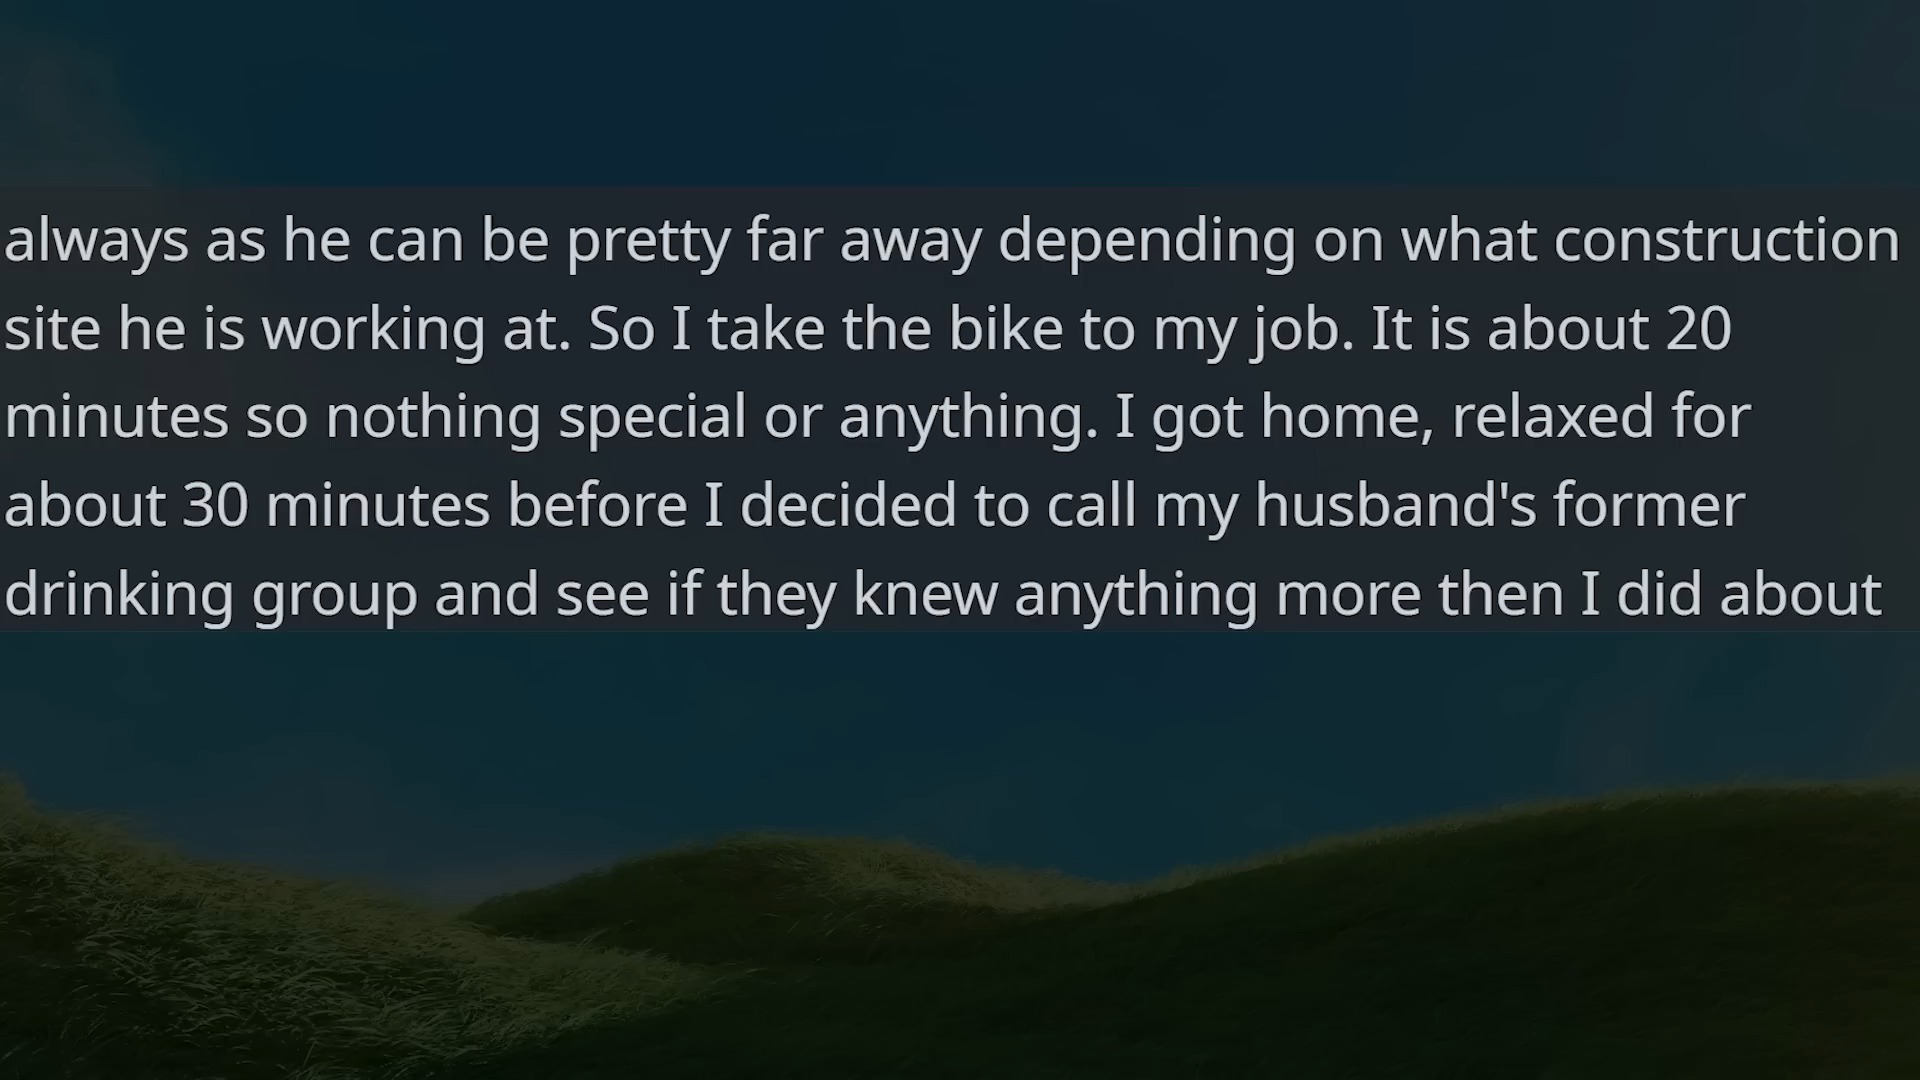 always as he can be pretty far away depending on what construction
site he is working at. So I take the bike to my job. It is about 20
minutes so nothing special or anything. I got home, relaxed for
about 30 minutes before I decided to call my husband's former
drinking group and see if they knew anything more then I did about